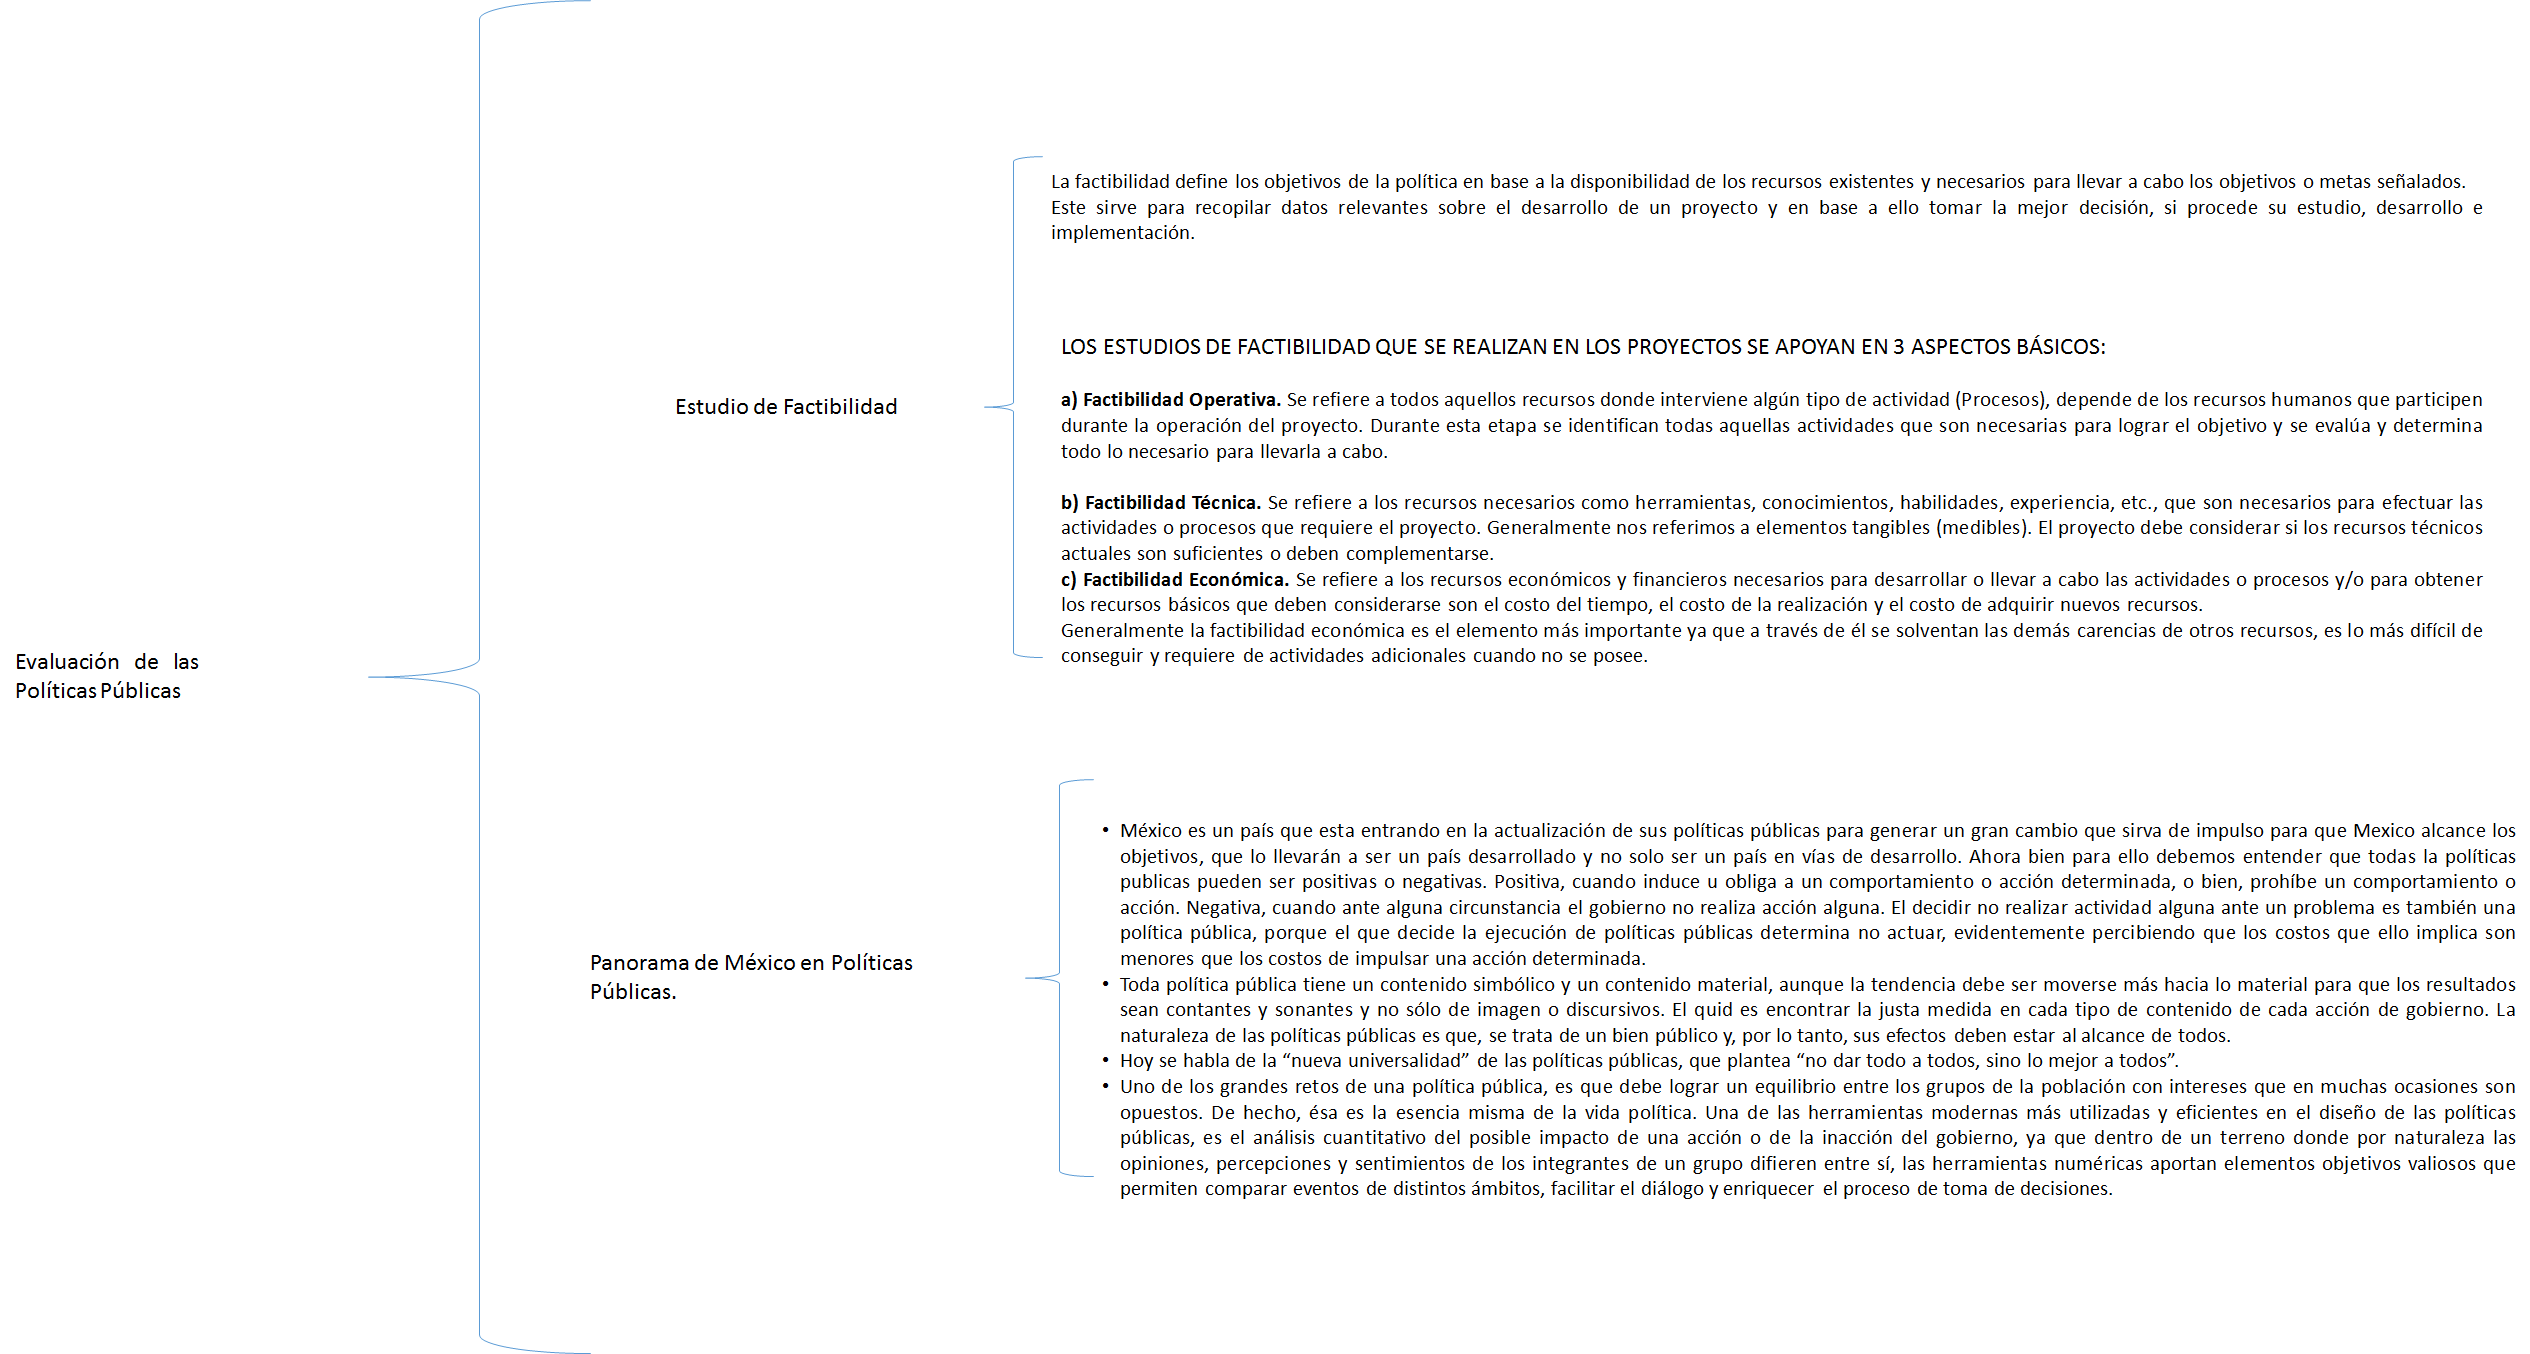 Evaluación de las
Políticas Públicas
Estudio de Factibilidad
La factibilidad define los objetivos de la política en base a la disponibilidad de los recursos existentes y necesarios para llevar a cabo los objetivos o metas señalados.
Este sirve para recopilar datos relevantes sobre el desarrollo de un proyecto y en base a ello tomar la mejor decisión, si procede su estudio, desarrollo e
implementación.
LOS ESTUDIOS DE FACTIBILIDAD QUE SE REALIZAN EN LOS PROYECTOS SE APOYAN EN 3 ASPECTOS BÁSICOS:
a) Factibilidad Operativa. Se refiere a todos aquellos recursos donde interviene algún tipo de actividad (Procesos), depende de los recursos humanos que participen
durante la operación del proyecto. Durante esta etapa se identifican todas aquellas actividades que son necesarias para lograr el objetivo y se evalúa y determina
todo lo necesario para llevarla a cabo.
b) Factibilidad Técnica. Se refiere a los recursos necesarios como herramientas, conocimientos, habilidades, experiencia, etc., que son necesarios para efectuar las
actividades o procesos que requiere el proyecto. Generalmente nos referimos a elementos tangibles (medibles). El proyecto debe considerar si los recursos técnicos
actuales son suficientes o deben complementarse.
c) Factibilidad Económica. Se refiere a los recursos económicos y financieros necesarios para desarrollar o llevar a cabo las actividades o procesos y/o para obtener
los recursos básicos que deben considerarse son el costo del tiempo, el costo de la realización y el costo de adquirir nuevos recursos.
Generalmente la factibilidad económica es el elemento más importante ya que a través de él se solventan las demás carencias de otros recursos, es lo más difícil de
conseguir y requiere de actividades adicionales cuando no se posee.
Panorama de México en Políticas
Públicas.
• México es un país que esta entrando en la actualización de sus políticas públicas para generar un gran cambio que sirva de impulso para que Mexico alcance los
objetivos, que lo llevarán a ser un país desarrollado y no solo ser un país en vías de desarrollo. Ahora bien para ello debemos entender que todas la políticas
publicas pueden ser positivas o negativas. Positiva, cuando induce u obliga a un comportamiento o acción determinada, o bien, prohíbe un comportamiento o
acción. Negativa, cuando ante alguna circunstancia el gobierno no realiza acción alguna. El decidir no realizar actividad alguna ante un problema es también una
política pública, porque el que decide la ejecución de políticas públicas determina no actuar, evidentemente percibiendo que los costos que ello implica son
menores que los costos de impulsar una acción determinada.
• Toda política pública tiene un contenido simbólico y un contenido material, aunque la tendencia debe ser moverse más hacia lo material para que los resultados
sean contantes y sonantes y no sólo de imagen o discursivos. El quid es encontrar la justa medida en cada tipo de contenido de cada acción de gobierno. La
naturaleza de las políticas públicas es que, se trata de un bien público y, por lo tanto, sus efectos deben estar al alcance de todos.
• Hoy se habla de la “nueva universalidad” de las políticas públicas, que plantea “no dar todo a todos, sino lo mejor a todos”.
• Uno de los grandes retos de una política pública, es que debe lograr un equilibrio entre los grupos de la población con intereses que en muchas ocasiones son
opuestos. De hecho, ésa es la esencia misma de la vida política. Una de las herramientas modernas más utilizadas y eficientes en el diseño de las políticas
públicas, es el análisis cuantitativo del posible impacto de una acción o de la inacción del gobierno, ya que dentro de un terreno donde por naturaleza las
opiniones, percepciones y sentimientos de los integrantes de un grupo difieren entre sí, las herramientas numéricas aportan elementos objetivos valiosos que
permiten comparar eventos de distintos ámbitos, facilitar el diálogo y enriquecer el proceso de toma de decisiones.